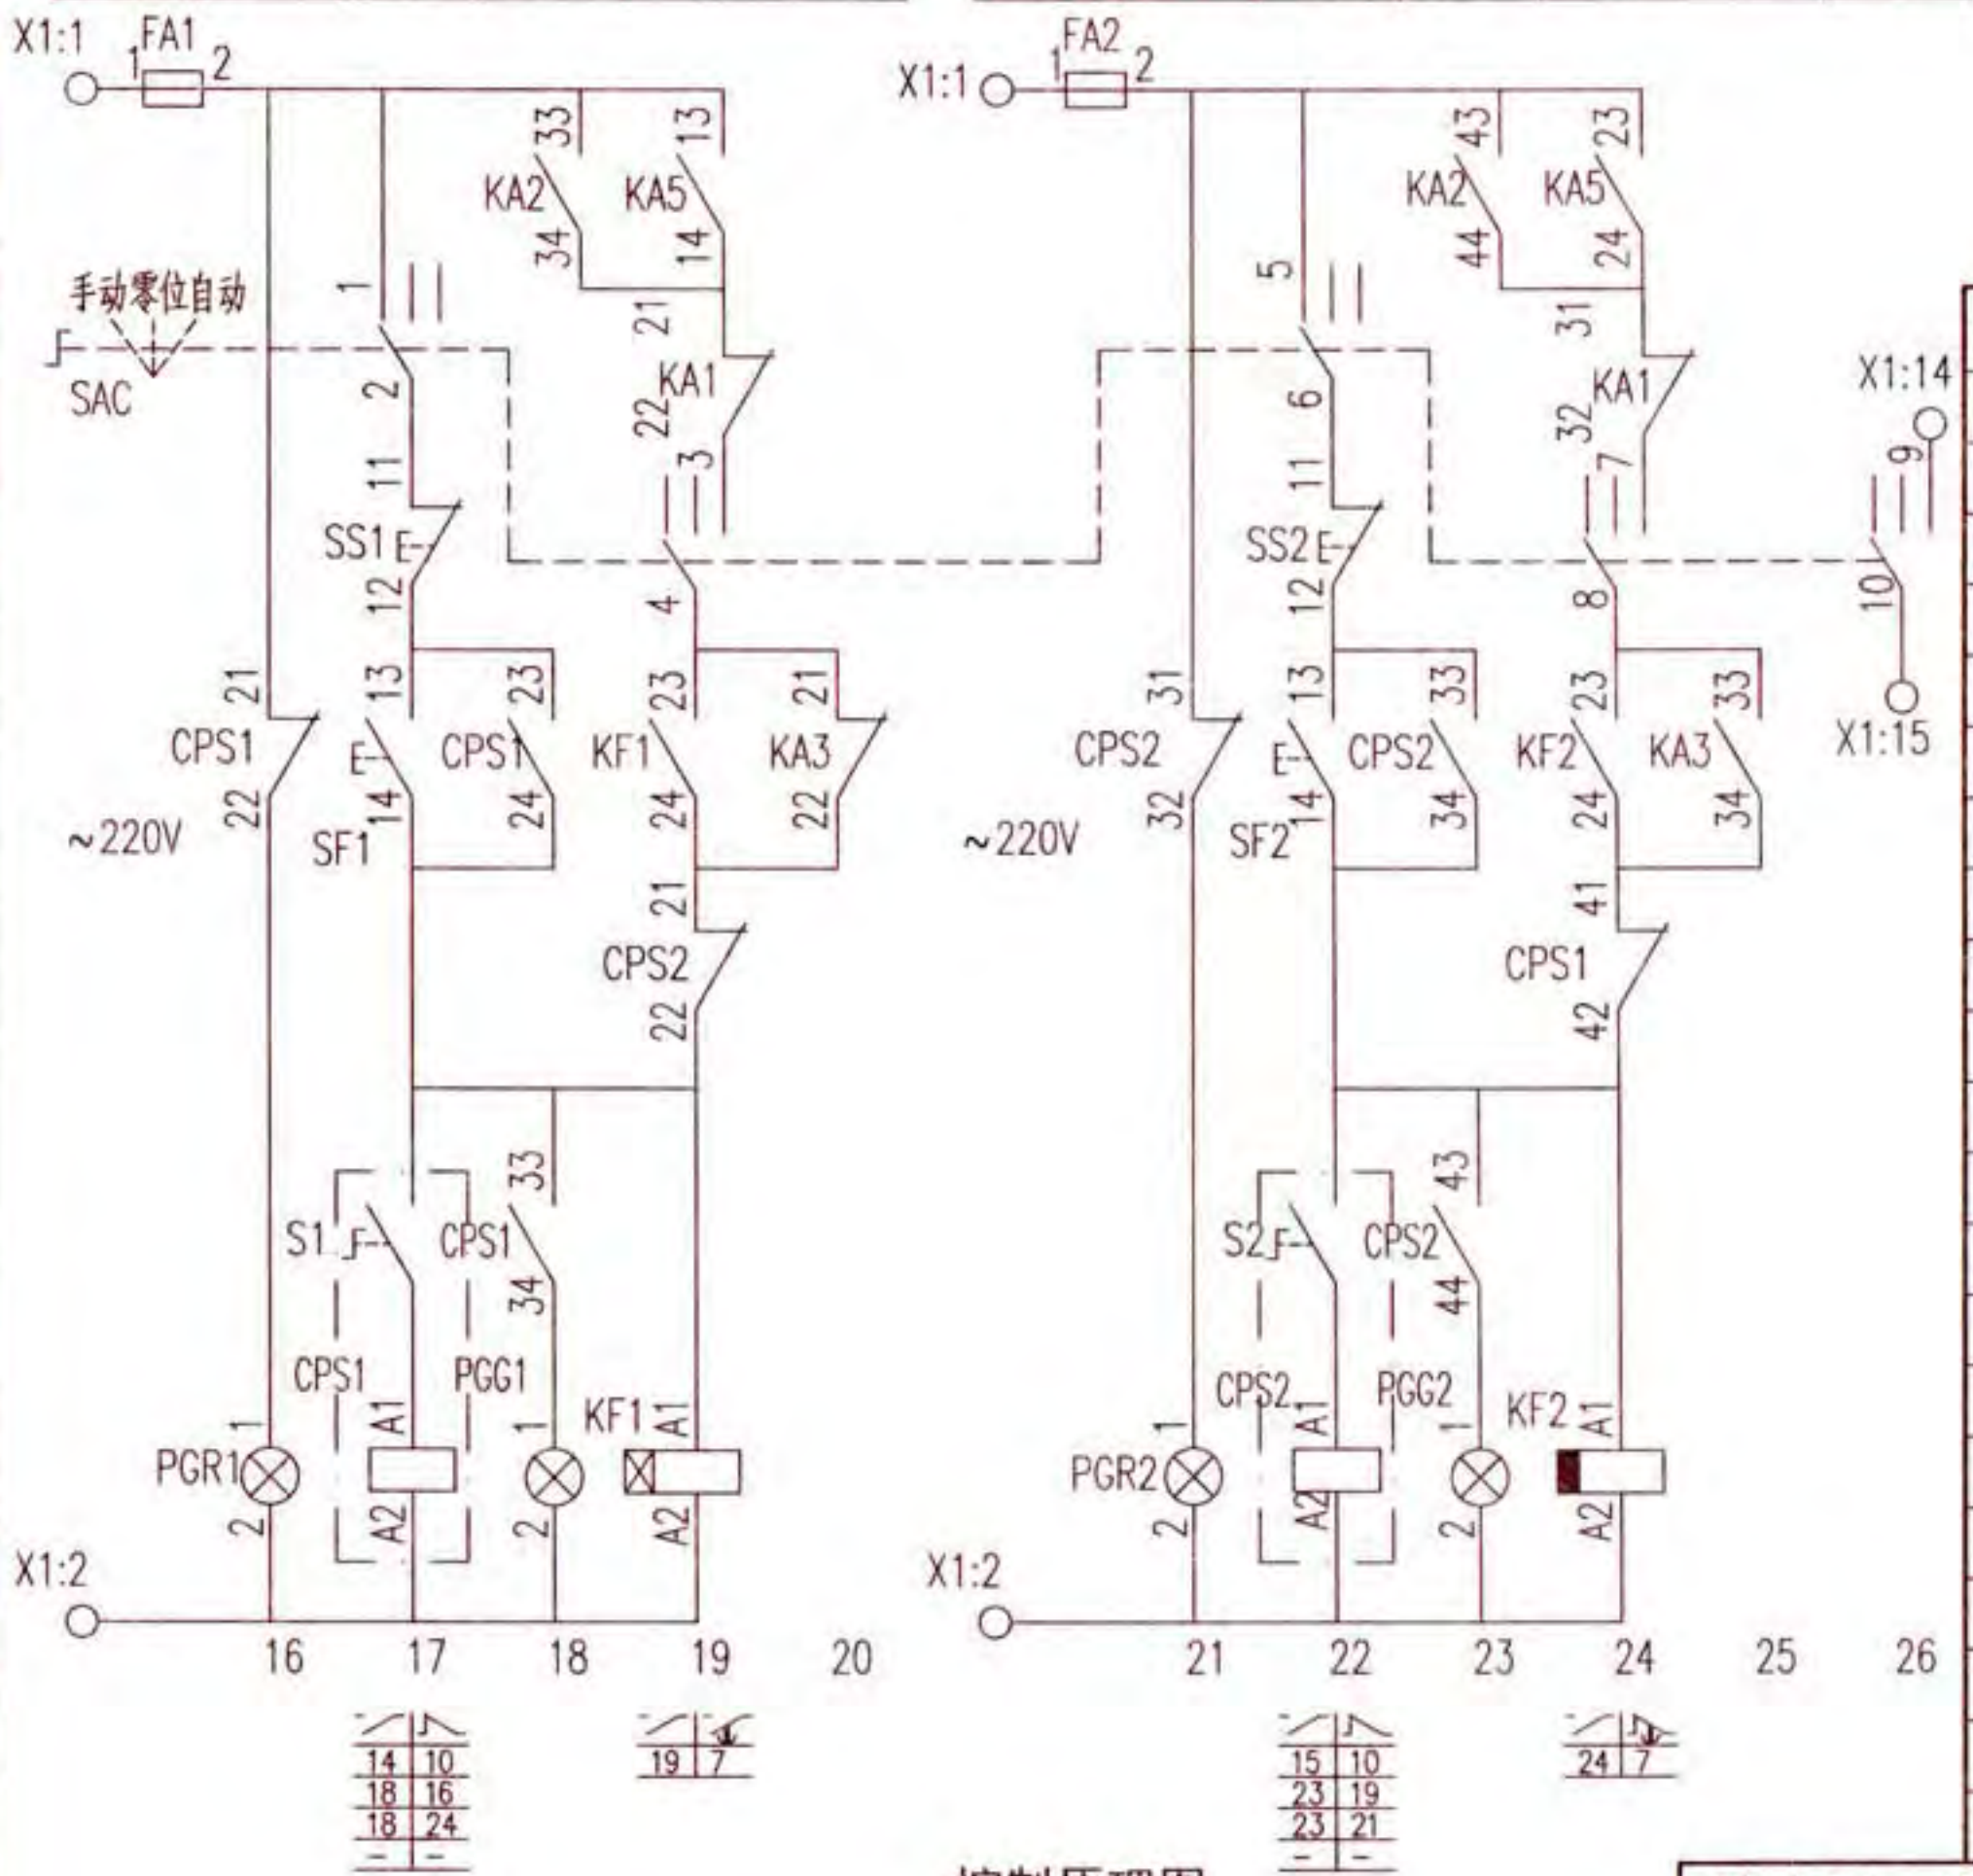 X1:1
FA1
1 2
33 13
KA2 KA5
34 14
手动零位自动
SAC
1
2
21
KA1
22
3
4
11
SS1
12
21
CPS1
22
~220V
13
SF1
14
23
CPS1
24
23
KF1
24
21
KA3
22
21
CPS2
22
S1
33
CPS1
34
CPS1
PGG1
KF1
PGR1
1
2
A1
A2
1
2
A1
A2
X1:2
16 17 18 19 20
14 10
18 16
18 24
- -
19 7
X1:1
FA2
1 2
43 23
KA2 KA5
44 24
5
6
31
KA1
32
7
8
X1:14
9
10
X1:15
11
SS2
12
31
CPS2
32
~220V
13
SF2
14
33
CPS2
34
23
KF2
24
33
KA3
34
41
CPS1
42
S2
43
CPS2
44
CPS2
PGG2
KF2
PGR2
1
2
A1
A2
1
2
A1
A2
X1:2
21 22 23 24 25 26
15 10
23 19
23 21
- -
24 7